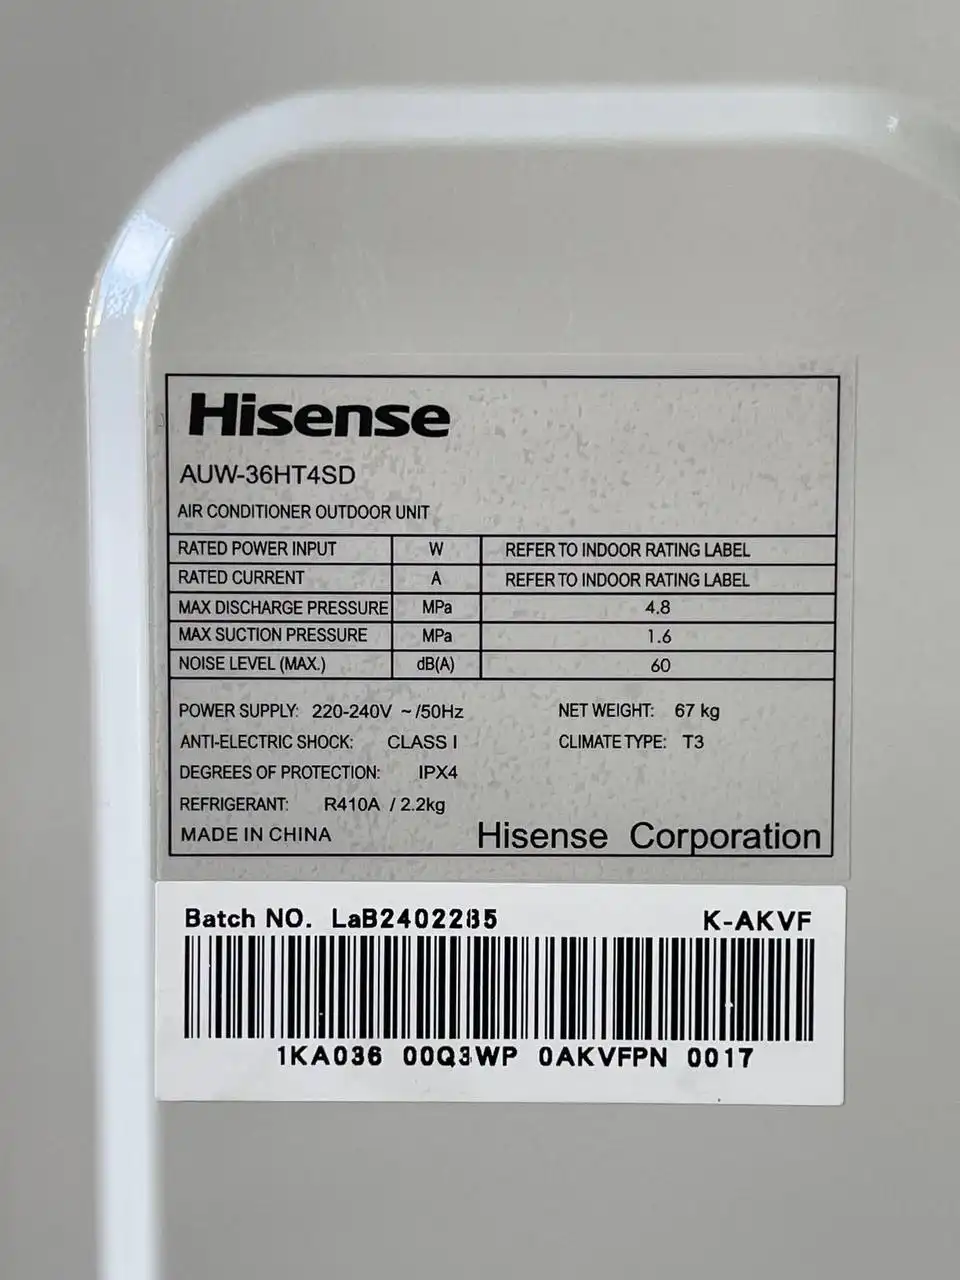 Hisense
AUW-36HT4SD
AIR CONDITIONER OUTDOOR UNIT
RATED POWER INPUT W REFER TO INDOOR RATING LABEL
RATED CURRENT A REFER TO INDOOR RATING LABEL
MAX DISCHARGE PRESSURE MPa 4.8
MAX SUCTION PRESSURE MPa 1.6
NOISE LEVEL (MAX.) dB(A) 60
POWER SUPPLY: 220-240V ~ /50Hz NET WEIGHT: 67 kg
ANTI-ELECTRIC SHOCK: CLASS I CLIMATE TYPE: T3
DEGREES OF PROTECTION: IPX4
REFRIGERANT: R410A / 2.2kg
MADE IN CHINA Hisense Corporation
Batch NO. LaB2402285 K-AKVF
1KA036 00Q3WP 0AKVFPN 0017